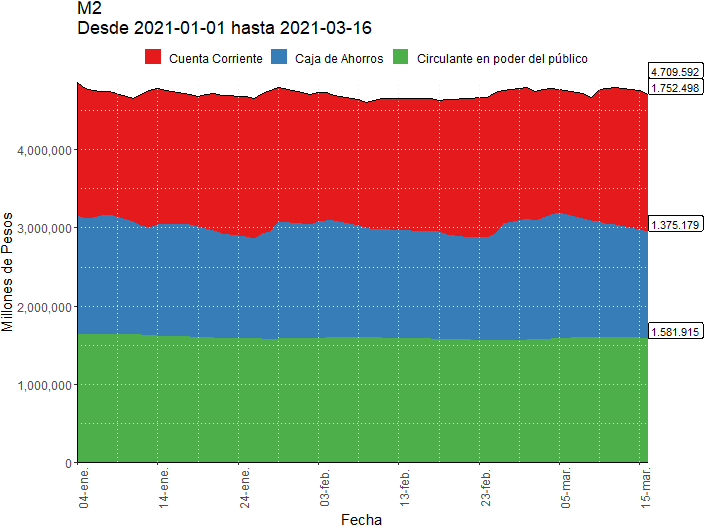 M2
Desde 2021-01-01 hasta 2021-03-16
Cuenta Corriente
Caja de Ahorros
Circulante en poder del público
4.709.592
1.752.498
1.375.179
1.581.915
Millones de Pesos
4,000,000
3,000,000
2,000,000
1,000,000
0
04-ene.
14-ene.
24-ene.
03-feb.
13-feb.
23-feb.
05-mar.
15-mar.
Fecha